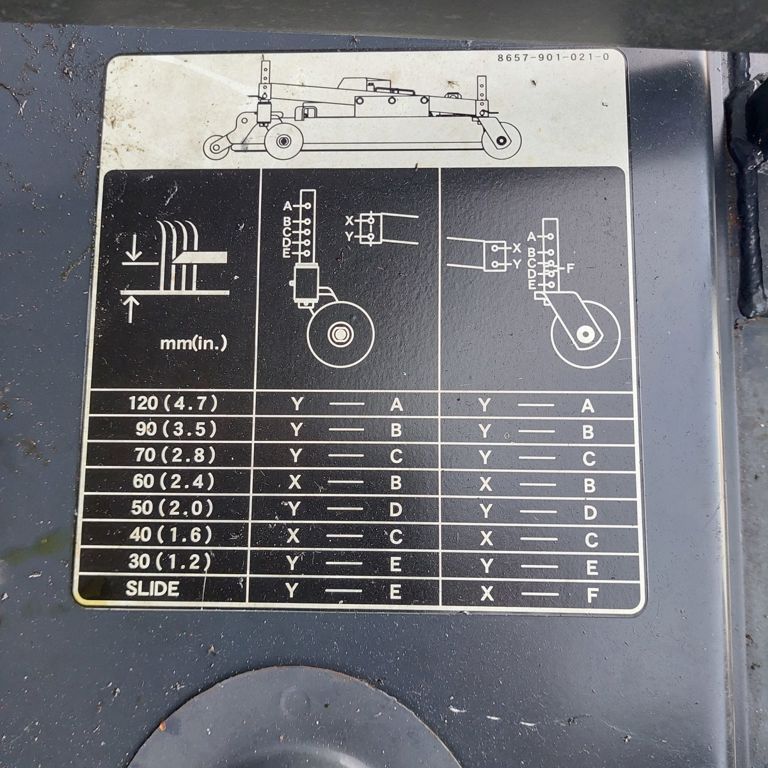 8657-901-021-0
A
B
C
D
E
X
Y
X
Y
A
B
C
D
E
F
mm(in.)
120(4.7) Y — A Y — A
90(3.5) Y — B Y — B
70(2.8) Y — C Y — C
60(2.4) X — B X — B
50(2.0) Y — D Y — D
40(1.6) X — C X — C
30(1.2) Y — E Y — E
SLIDE Y — E X — F